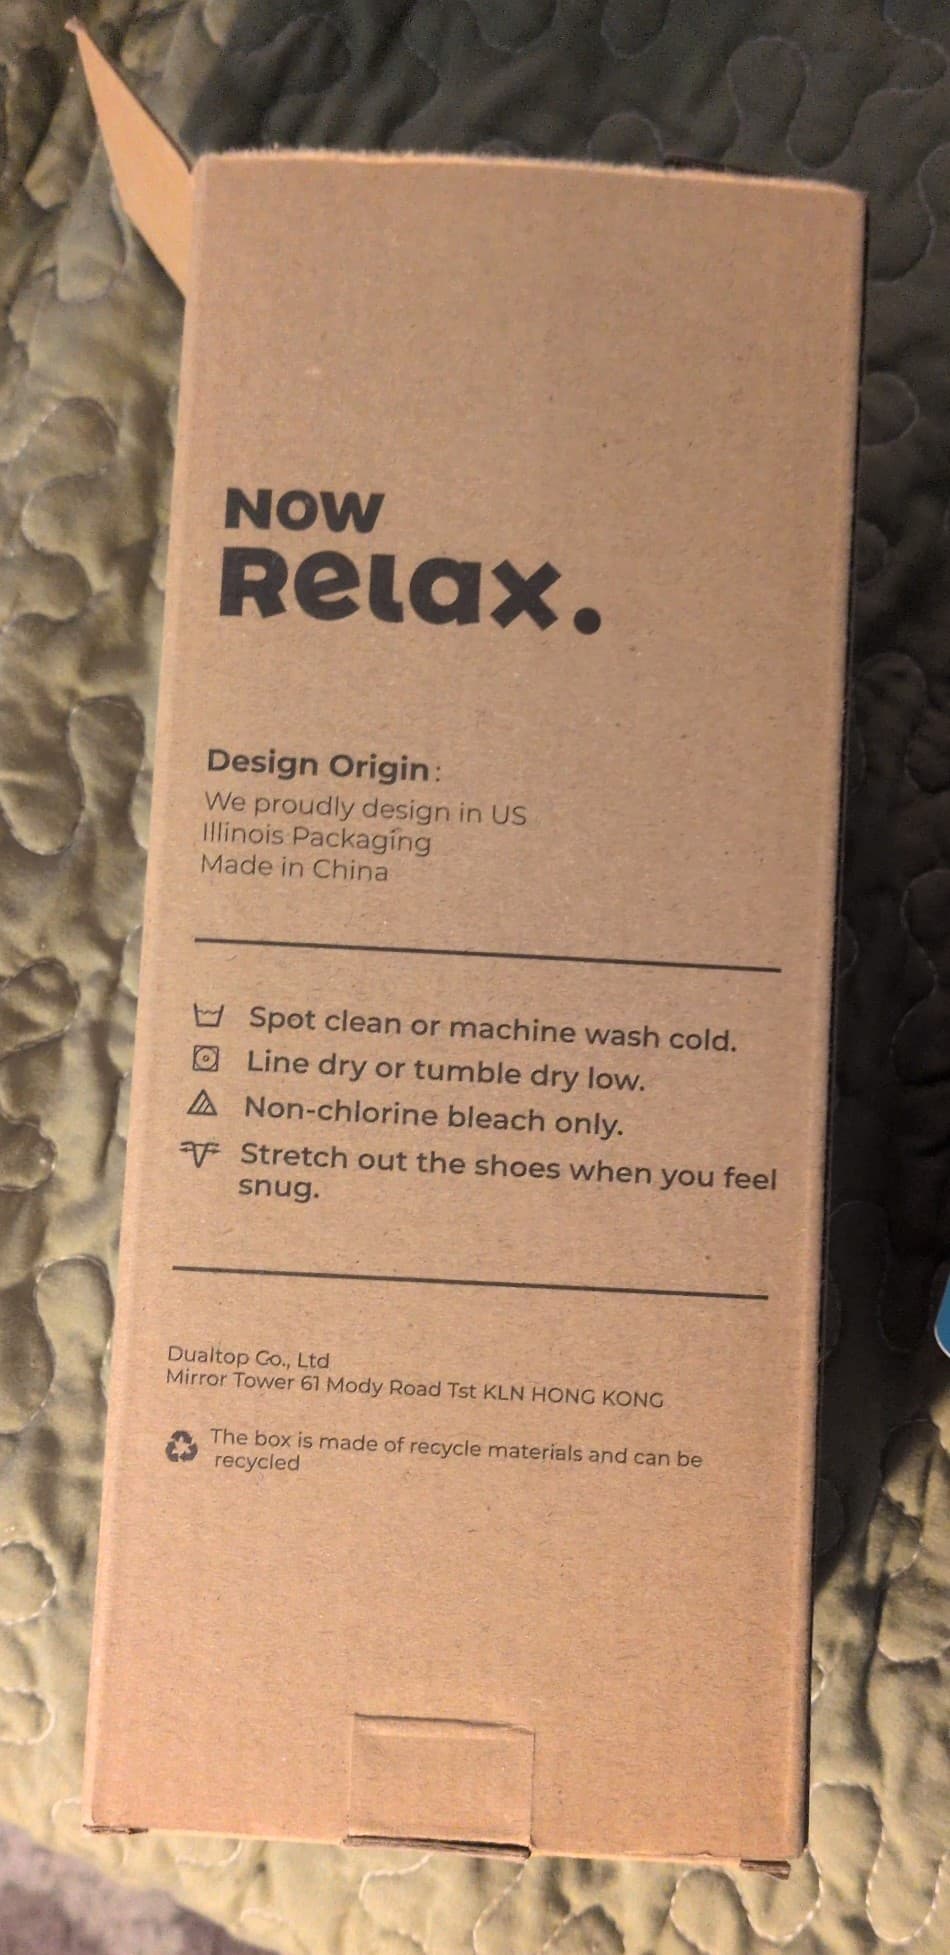 NOW
Relax.
Design Origin:
We proudly design in US
Illinois Packaging
Made in China
Spot clean or machine wash cold.
Line dry or tumble dry low.
Non-chlorine bleach only.
Stretch out the shoes when you feel
snug.
Dualtop Co., Ltd
Mirror Tower 61 Mody Road Tst KLN HONG KONG
The box is made of recycle materials and can be
recycled